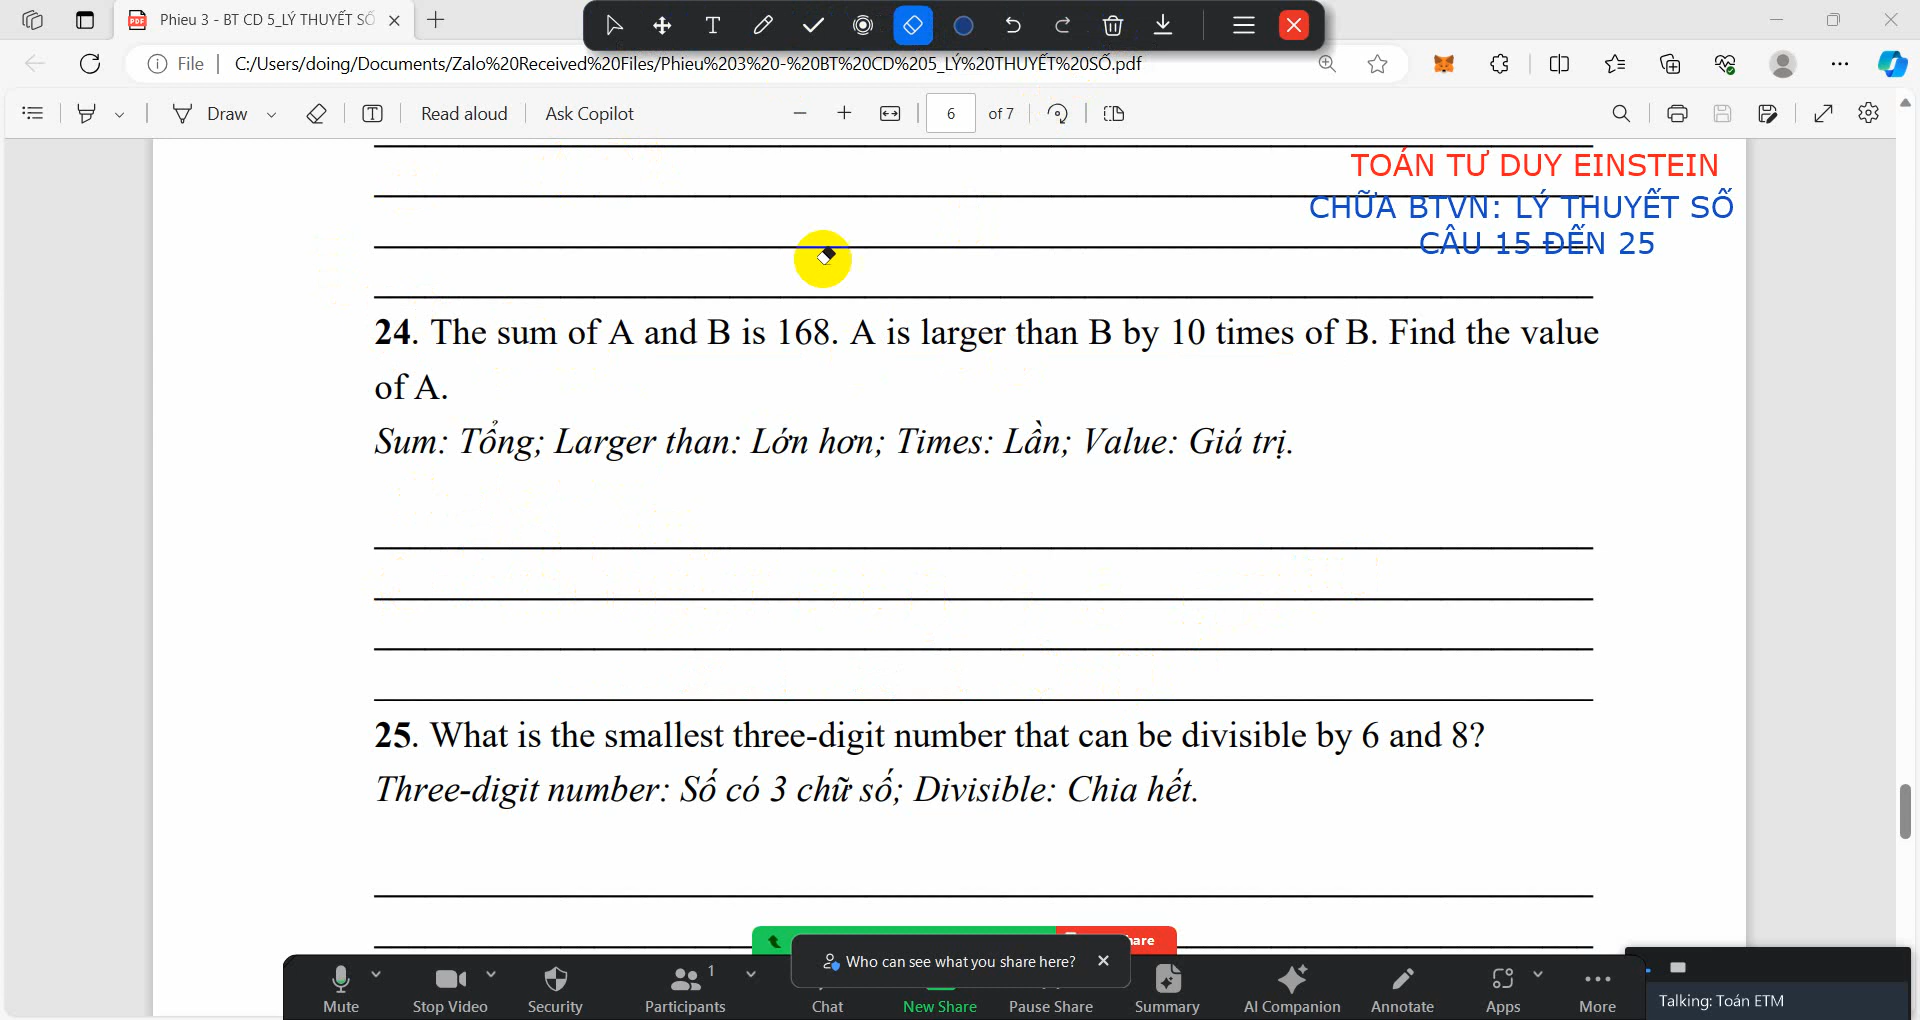 Phieu 3 - BT CD 5_LÝ THUYẾT SỐ
File
C:/Users/doing/Documents/Zalo%20Received%20Files/Phieu%203%20-%20BT%20CD%205_LÝ%20THUYẾT%20SỐ.pdf
Draw
Read aloud
Ask Copilot
6 of 7
TOÁN TƯ DUY EINSTEIN
CHỮA BTVN: LÝ THUYẾT SỐ
CÂU 15 ĐẾN 25
24. The sum of A and B is 168. A is larger than B by 10 times of B. Find the value
of A.
Sum: Tổng; Larger than: Lớn hơn; Times: Lần; Value: Giá trị.
25. What is the smallest three-digit number that can be divisible by 6 and 8?
Three-digit number: Số có 3 chữ số; Divisible: Chia hết.
Who can see what you share here?
1
Mute
Stop Video
Security
Participants
Chat
New Share
Pause Share
Summary
AI Companion
Annotate
Apps
More
Talking: Toán ETM